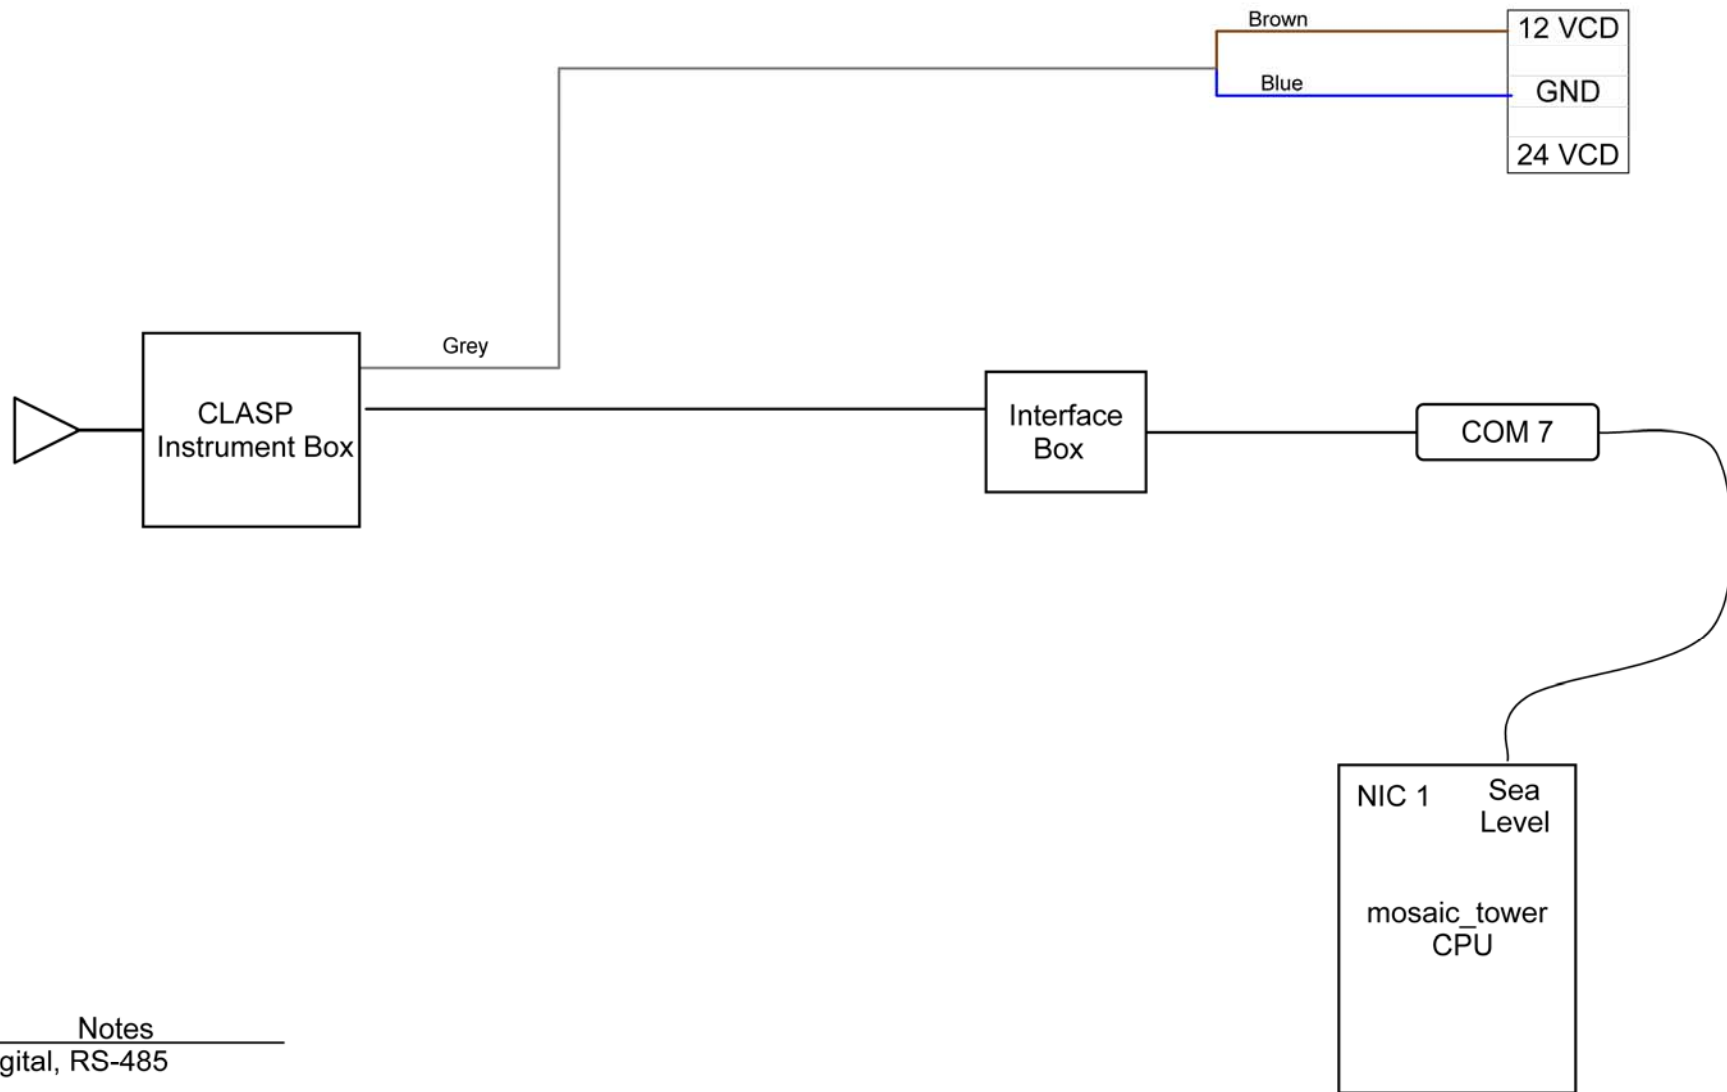 Brown
12 VCD
Blue
GND
24 VCD
Grey
CLASP
Instrument Box
Interface
Box
COM 7
NIC 1
Sea
Level
mosaic_tower
CPU
Notes
gital, RS-485